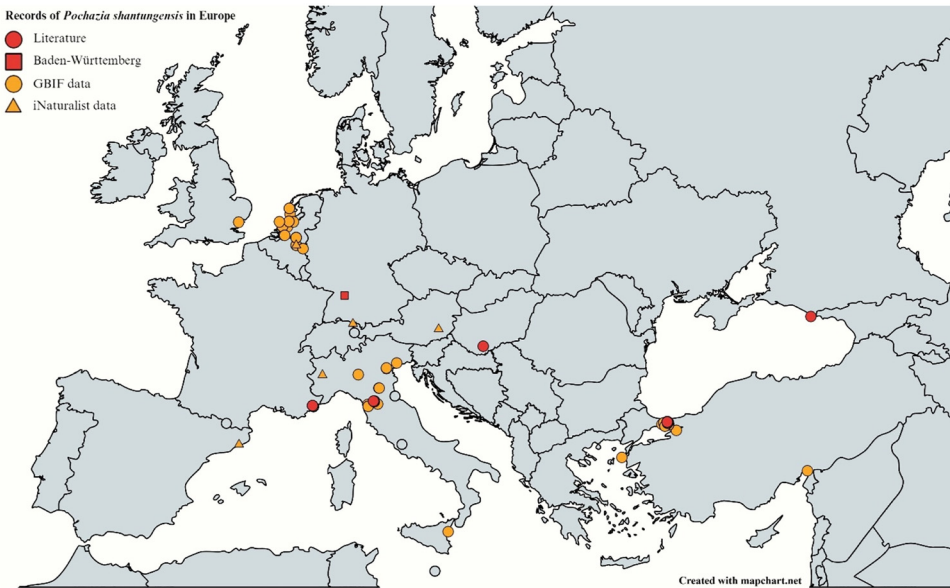 Records of Pochazia shantungensis in Europe
Literature
Baden-Württemberg
GBIF data
iNaturalist data
Created with mapchart.net